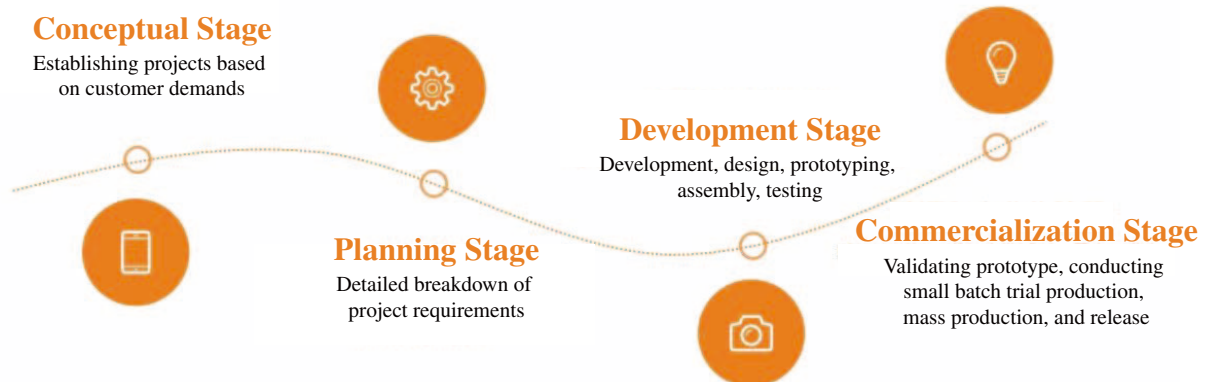 Conceptual Stage
Establishing projects based
on customer demands
Planning Stage
Detailed breakdown of
project requirements
Development Stage
Development, design, prototyping,
assembly, testing
Commercialization Stage
Validating prototype, conducting
small batch trial production,
mass production, and release